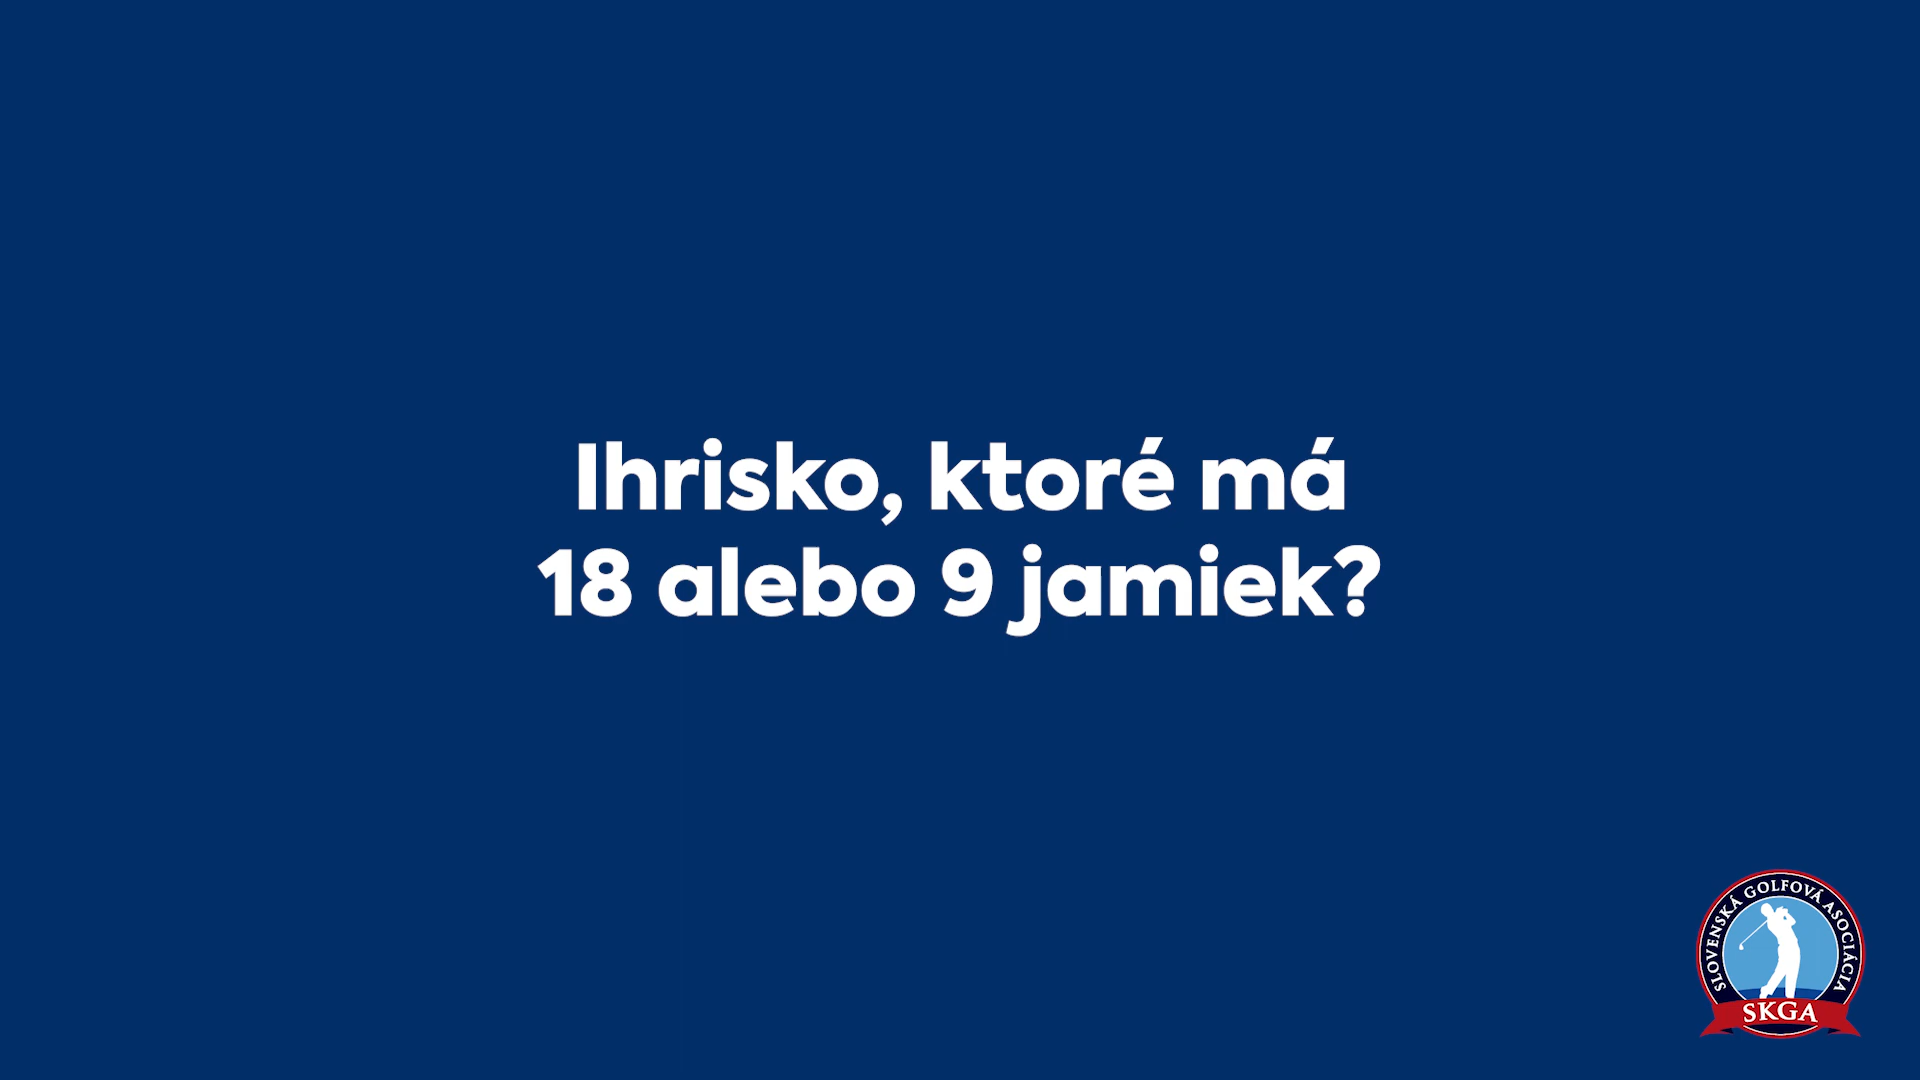 Ihrisko, ktoré má
18 alebo 9 jamiek?
SLOVENSKÁ GOLFOVÁ ASOCIÁCIA
SKGA